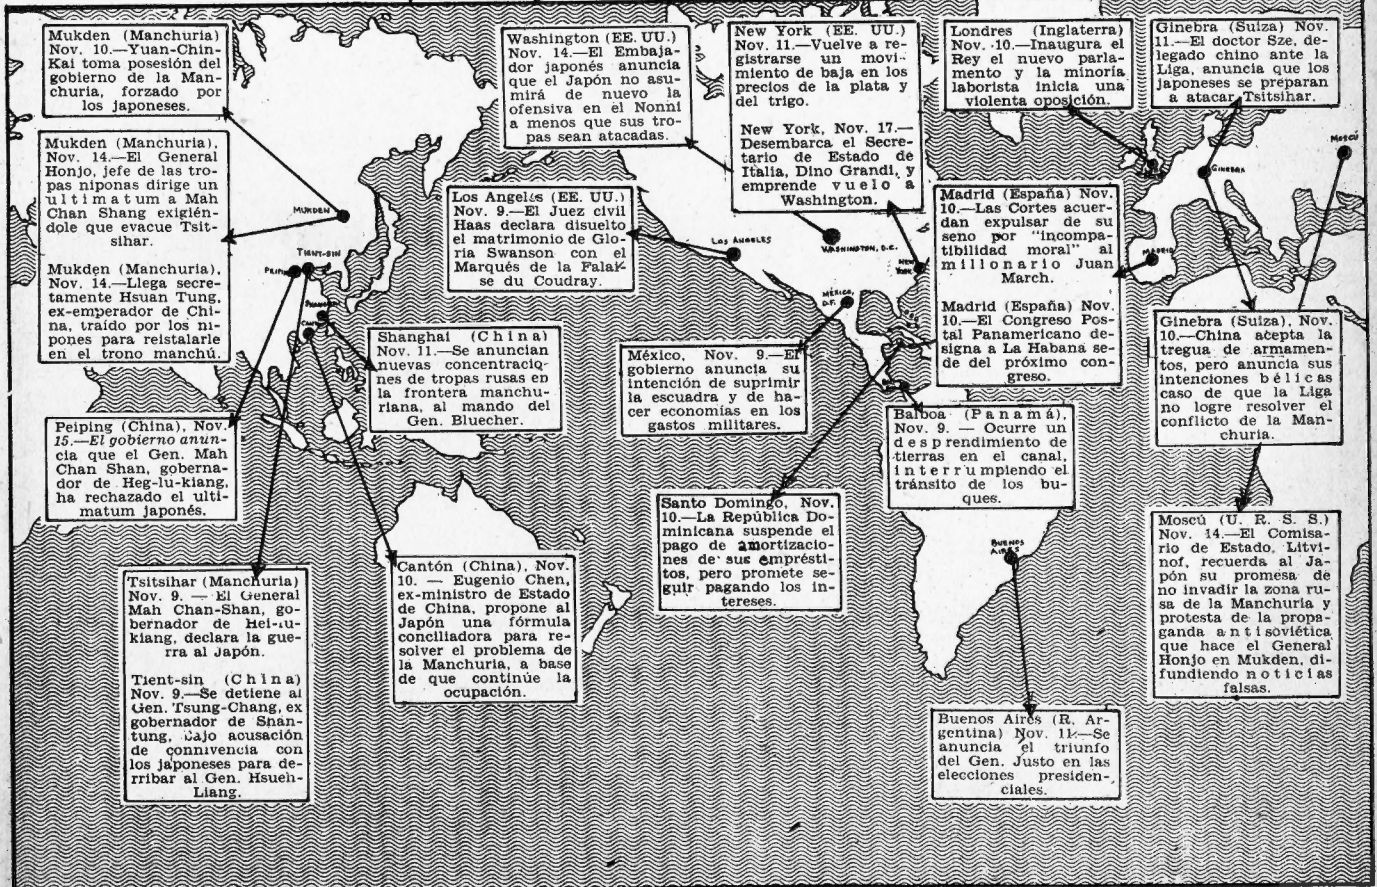 Mukden (Manchuria)
Nov. 10.—Yuan-Chin-
Kai toma posesión del
gobierno de la Man-
churia, forzado por
los japoneses.
Washington (EE. UU.)
Nov. 14.—El Embaja-
dor japonés anuncia
que el Japón no asu-
mirá de nuevo la
ofensiva en el Nonni
a menos que sus tro-
pas sean atacadas.
New York (EE. UU.)
Nov. 11.—Vuelve a re-
gistrarse un movi-
miento de baja en los
precios de la plata y
del trigo.
New York, Nov. 17.—
Desembarca el Secre-
tario de Estado de
Italia, Dino Grandi, y
emprende vuelo a
Washington.
Londres (Inglaterra)
Nov. 10.—Inaugura el
Rey el nuevo parla-
mento y la minoría
laborista inicia una
violenta oposición.
Ginebra (Suiza) Nov.
11.—El doctor Sze, de-
legado chino ante la
Liga, anuncia que los
japoneses se preparan
a atacar Tsitsihar.
Mukden (Manchuria),
Nov. 14.—El General
Honjo, jefe de las tro-
pas niponas dirige un
ultimatum a Mah
Chan Shang exigién-
dole que evacue Tsit-
sihar.
Mukden (Manchuria),
Nov. 14.—Llega secre-
tamente Hsuan Tung,
ex-emperador de Chi-
na, traído por los ni-
pones para reistalarle
en el trono manchú.
Los Angeles (EE. UU.)
Nov. 9.—El Juez civil
Haas declara disuelto
el matrimonio de Glo-
ria Swanson con el
Marqués de la Falai-
se du Coudray.
Madrid (España) Nov.
10.—Las Cortes acuer-
dan expulsar de su
seno por "incompa-
tibilidad moral" al
millonario Juan
March.
Madrid (España) Nov.
10.—El Congreso Pos-
tal Panamericano de-
signa a La Habana se-
de del próximo con-
greso.
MUKDEN
TIENT-SIN
PEIPING
SHANGHAI
CANTÓN
LOS ANGELES
WASHINGTON, D.C.
NEW YORK
MÉXICO, D.F.
MADRID
GINEBRA
MOSCÚ
BUENOS AIRES
Shanghai (China)
Nov. 11.—Se anuncian
nuevas concentracio-
nes de tropas rusas en
la frontera manchu-
riana, al mando del
Gen. Bluecher.
México, Nov. 9.—El
gobierno anuncia su
intención de suprimir
la escuadra y de ha-
cer economías en los
gastos militares.
Ginebra (Suiza), Nov.
10.—China acepta la
tregua de armamen-
tos, pero anuncia sus
intenciones bélicas
caso de que la Liga
no logre resolver el
conflicto de la Man-
churia.
Balboa (Panamá),
Nov. 9. — Ocurre un
desprendimiento de
tierras en el canal,
interrumpiendo el
tránsito de los bu-
ques.
Peiping (China), Nov.
15.—El gobierno anun-
cia que el Gen. Mah
Chan Shan, goberna-
dor de Heg-lu-kiang,
ha rechazado el ulti-
matum japonés.
Santo Domingo, Nov.
10.—La República Do-
minicana suspende el
pago de amortizacio-
nes de sus emprésti-
tos, pero promete se-
guir pagando los in-
tereses.
Moscú (U. R. S. S.)
Nov. 14.—El Comisa-
rio de Estado, Litvi-
nof, recuerda al Ja-
pón su promesa de
no invadir la zona ru-
sa de la Manchuria y
protesta de la propa-
ganda antisoviética
que hace el General
Honjo en Mukden, di-
fundiendo noticias
falsas.
Tsitsihar (Manchuria)
Nov. 9. — El General
Mah Chan-Shan, go-
bernador de Hei-lu-
kiang, declara la gue-
rra al Japón.
Tient-sin (China)
Nov. 9.—Se detiene al
Gen. Tsung-Chang, ex
gobernador de Shan-
tung, bajo acusación
de connivencia con
los japoneses para de-
rribar al Gen. Hsueh-
Liang.
Cantón (China), Nov.
10. — Eugenio Chen,
ex-ministro de Estado
de China, propone al
Japón una fórmula
conciliadora para re-
solver el problema de
la Manchuria, a base
de que continúe la
ocupación.
Buenos Aires (R. Ar-
gentina) Nov. 11.—Se
anuncia el triunfo
del Gen. Justo en las
elecciones presiden-
ciales.